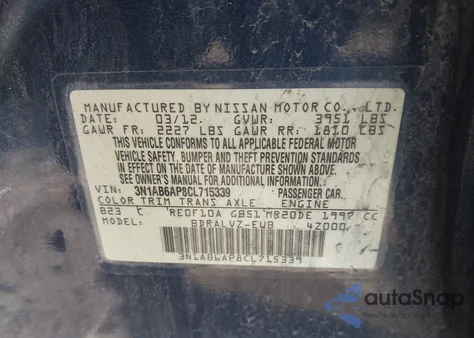 MANUFACTURED BY NISSAN MOTOR CO., LTD.
DATE: 03/12. GVWR: 3951 LBS
GAWR FR: 2227 LBS GAWR RR: 1810 LBS
THIS VEHICLE CONFORMS TO ALL APPLICABLE FEDERAL MOTOR
VEHICLE SAFETY, BUMPER AND THEFT PREVENTION STANDARDS
IN EFFECT ON THE DATE OF MANUFACTURE SHOWN ABOVE.
SEE OWNER'S MANUAL FOR ADDITIONAL INFORMATION.
VIN: 3N1AB6AP8CL715339 PASSENGER CAR
COLOR TRIM TRANS AXLE ENGINE
B23 C RE0F10A GB51 MR20DE 1997 CC
MODEL: BDRALVZ-EUB 4Z000
3N1AB6AP8CL715339
autoSnap